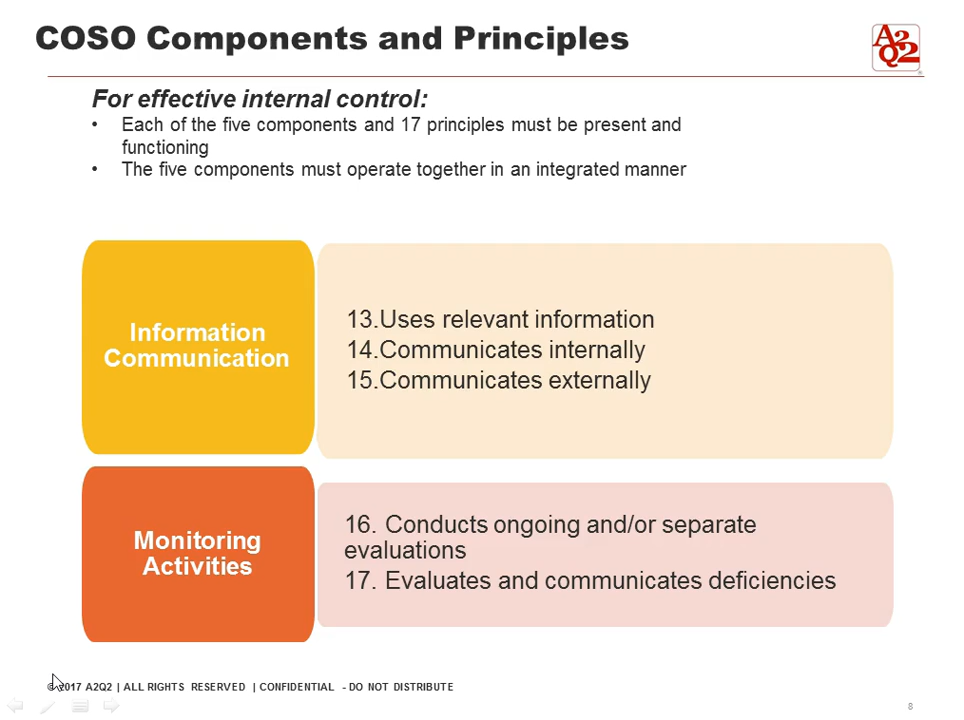 COSO Components and Principles
A2
Q2
For effective internal control:
• Each of the five components and 17 principles must be present and
functioning
• The five components must operate together in an integrated manner
Information
Communication
13.Uses relevant information
14.Communicates internally
15.Communicates externally
Monitoring
Activities
16. Conducts ongoing and/or separate
evaluations
17. Evaluates and communicates deficiencies
© 2017 A2Q2 | ALL RIGHTS RESERVED | CONFIDENTIAL - DO NOT DISTRIBUTE
8